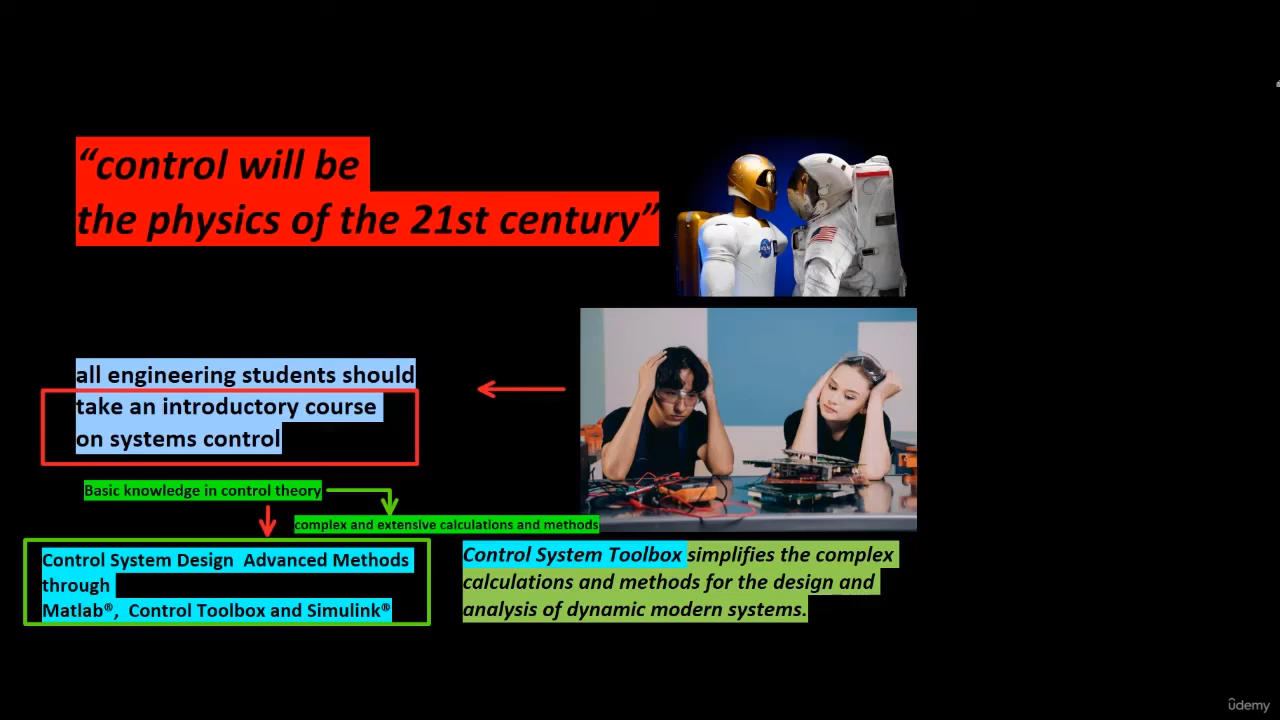 “control will be
the physics of the 21st century”
all engineering students should
take an introductory course
on systems control
Basic knowledge in control theory
complex and extensive calculations and methods
Control System Design  Advanced Methods
through
Matlab®,  Control Toolbox and Simulink®
Control System Toolbox simplifies the complex
calculations and methods for the design and
analysis of dynamic modern systems.
ûdemy